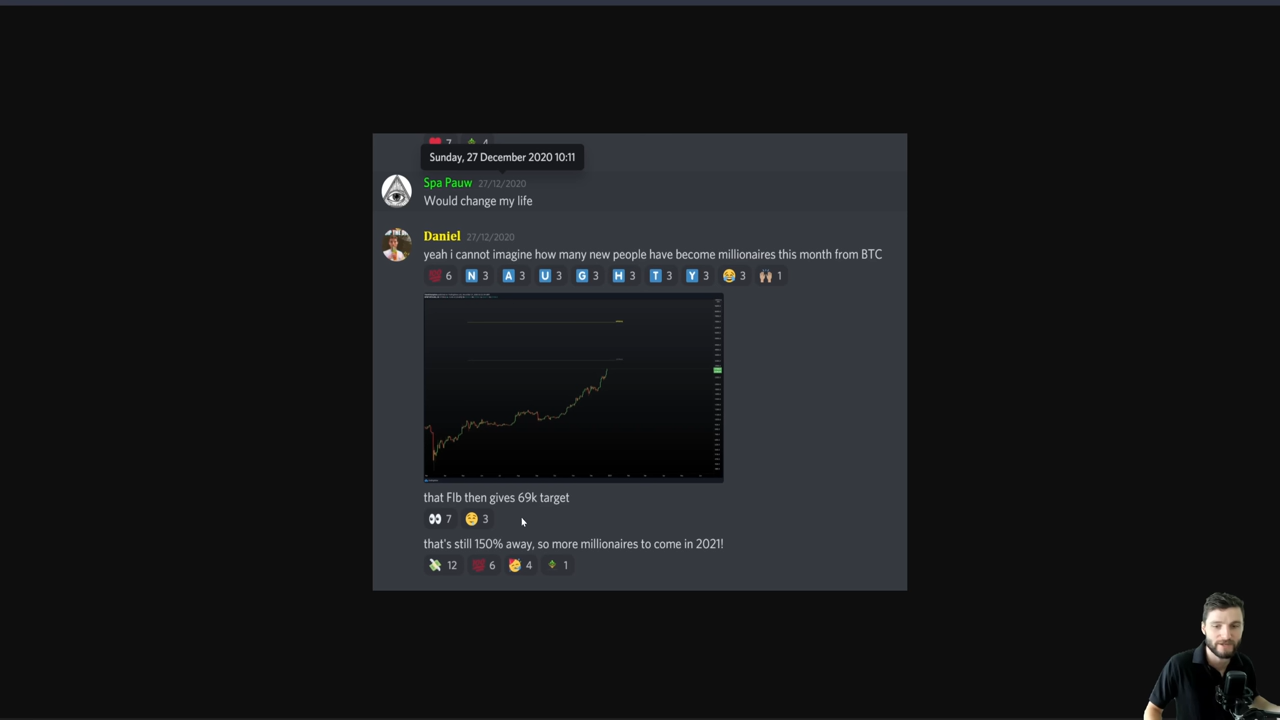 7 4
Sunday, 27 December 2020 10:11
Spa Pauw 27/12/2020
Would change my life
Daniel 27/12/2020
yeah i cannot imagine how many new people have become millionaires this month from BTC
6 N 3 A 3 U 3 G 3 H 3 T 3 Y 3 3 1
that FIb then gives 69k target
7 3
that's still 150% away, so more millionaires to come in 2021!
12 6 4 1